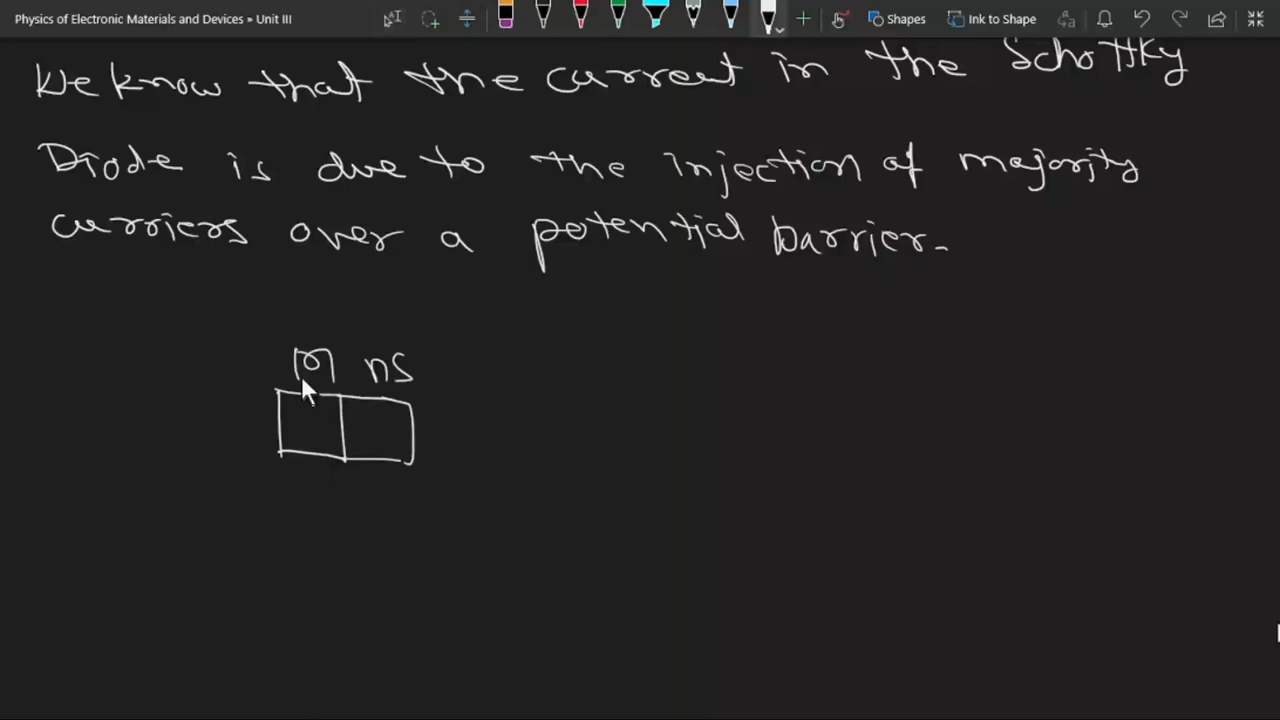 Physics of Electronic Materials and Devices » Unit III
Shapes
Ink to Shape
We know that the current in the Schottky
Diode is due to the injection of majority
carriers over a potential barrier.
M ns